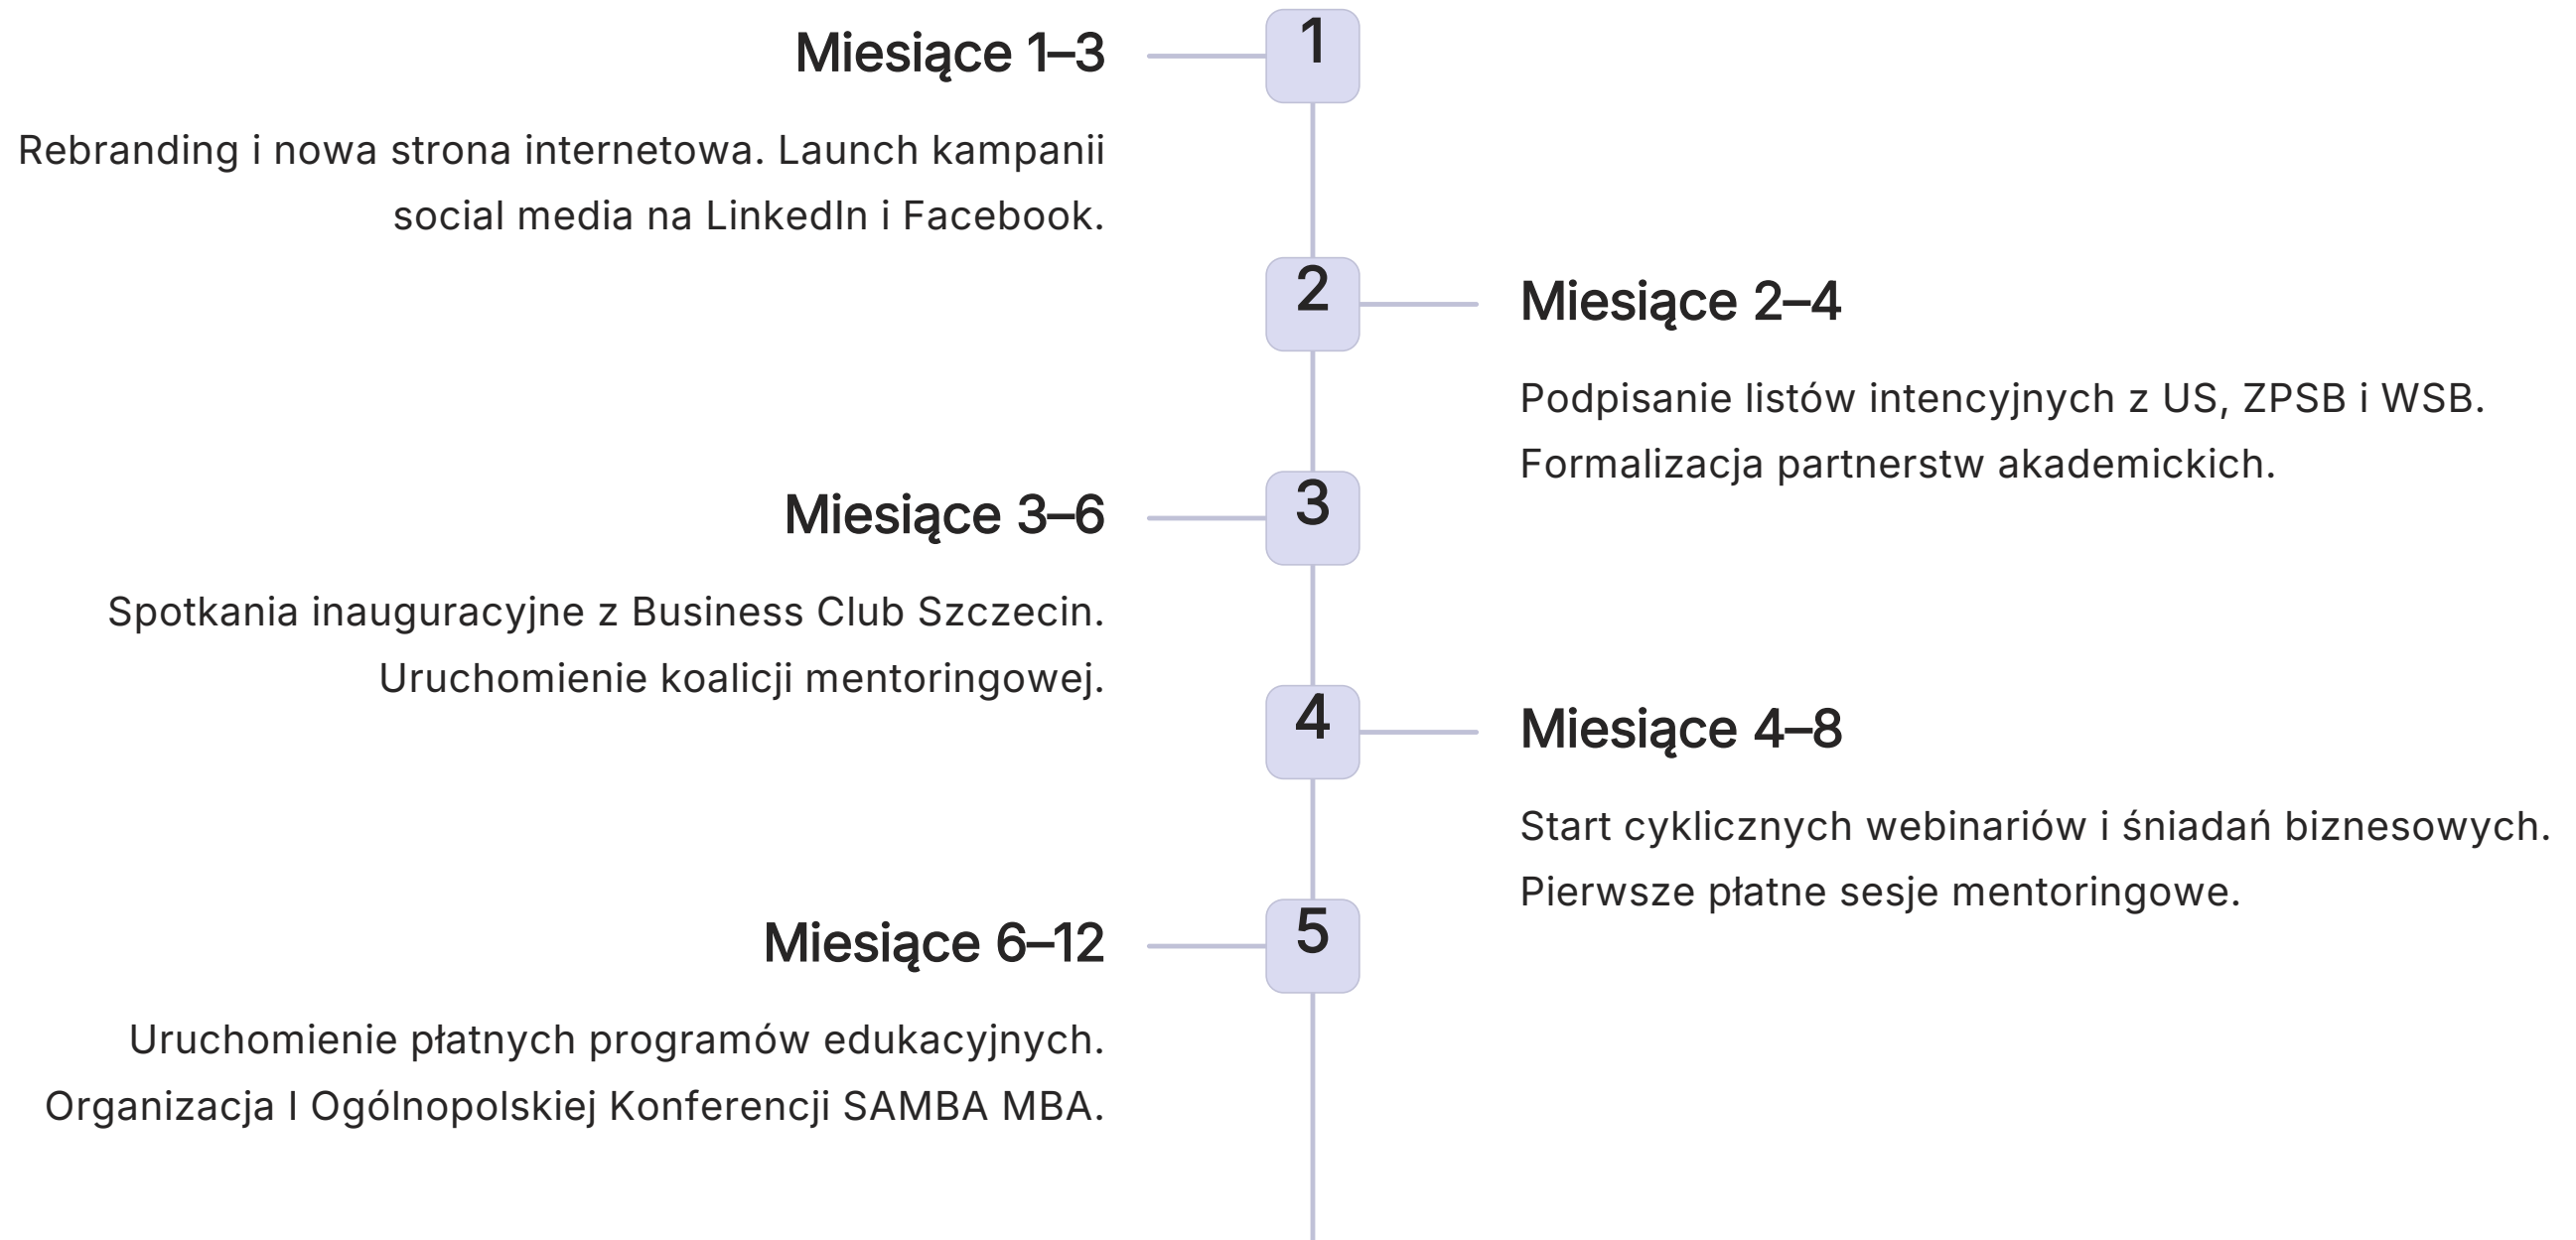 1
Miesiące 1–3
Rebranding i nowa strona internetowa. Launch kampanii
social media na LinkedIn i Facebook.
2
Miesiące 2–4
Podpisanie listów intencyjnych z US, ZPSB i WSB.
Formalizacja partnerstw akademickich.
3
Miesiące 3–6
Spotkania inauguracyjne z Business Club Szczecin.
Uruchomienie koalicji mentoringowej.
4
Miesiące 4–8
Start cyklicznych webinariów i śniadań biznesowych.
Pierwsze płatne sesje mentoringowe.
5
Miesiące 6–12
Uruchomienie płatnych programów edukacyjnych.
Organizacja I Ogólnopolskiej Konferencji SAMBA MBA.